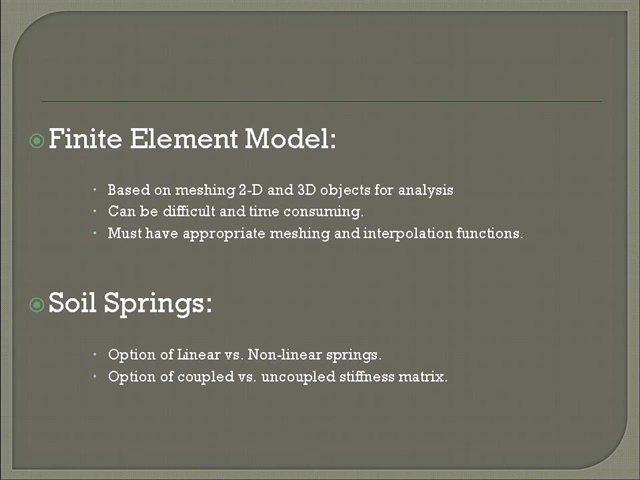 Finite Element Model:
Based on meshing 2-D and 3D objects for analysis
Can be difficult and time consuming.
Must have appropriate meshing and interpolation functions.
Soil Springs:
Option of Linear vs. Non-linear springs.
Option of coupled vs. uncoupled stiffness matrix.